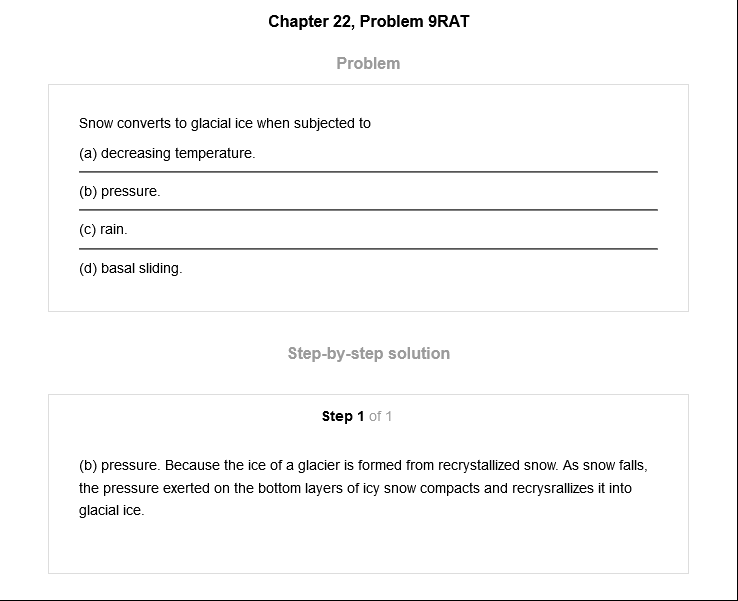 Chapter 22, Problem 9RAT
Problem
Snow converts to glacial ice when subjected to
(a) decreasing temperature.
(b) pressure.
(c) rain.
(d) basal sliding.
Step-by-step solution
Step 1 of 1
(b) pressure. Because the ice of a glacier is formed from recrystallized snow. As snow falls,
the pressure exerted on the bottom layers of icy snow compacts and recrysrallizes it into
glacial ice.